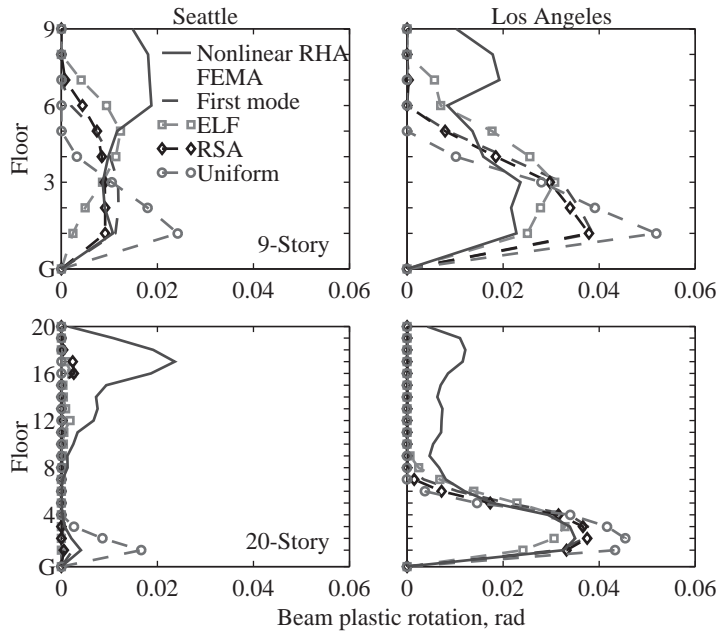 Seattle
Los Angeles
9
6
3
G
Floor
Nonlinear RHA
FEMA
First mode
ELF
RSA
Uniform
9-Story
0 0.02 0.04 0.06
0 0.02 0.04 0.06
20
16
12
8
4
G
Floor
20-Story
0 0.02 0.04 0.06
0 0.02 0.04 0.06
Beam plastic rotation, rad